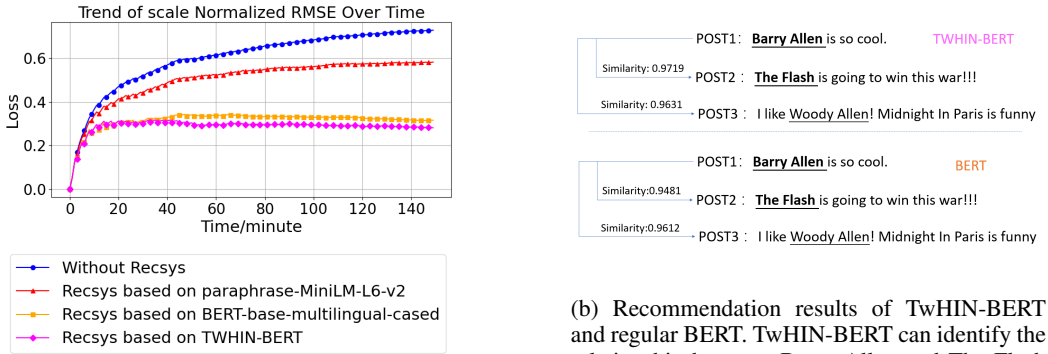 Trend of scale Normalized RMSE Over Time
Loss
0.6
0.4
0.2
0.0
0 20 40 60 80 100 120 140
Time/minute
Without Recsys
Recsys based on paraphrase-MiniLM-L6-v2
Recsys based on BERT-base-multilingual-cased
Recsys based on TWHIN-BERT
POST1: Barry Allen is so cool. TWHIN-BERT
Similarity: 0.9719
POST2: The Flash is going to win this war!!!
Similarity: 0.9631
POST3: I like Woody Allen! Midnight In Paris is funny
POST1: Barry Allen is so cool. BERT
Similarity:0.9481
POST2: The Flash is going to win this war!!!
Similarity:0.9612
POST3: I like Woody Allen! Midnight In Paris is funny
(b) Recommendation results of TwHIN-BERT
and regular BERT. TwHIN-BERT can identify the